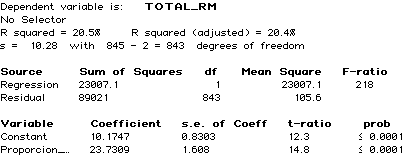 Dependent variable is: TOTAL_RM
No Selector
R squared = 20.5% R squared (adjusted) = 20.4%
s = 10.28 with 845 - 2 = 843 degrees of freedom
Source Sum of Squares df Mean Square F-ratio
Regression 23007.1 1 23007.1 218
Residual 89021 843 105.6
Variable Coefficient s.e. of Coeff t-ratio prob
Constant 10.1747 0.8303 12.3 ≤ 0.0001
Proporcion_… 23.7309 1.608 14.8 ≤ 0.0001